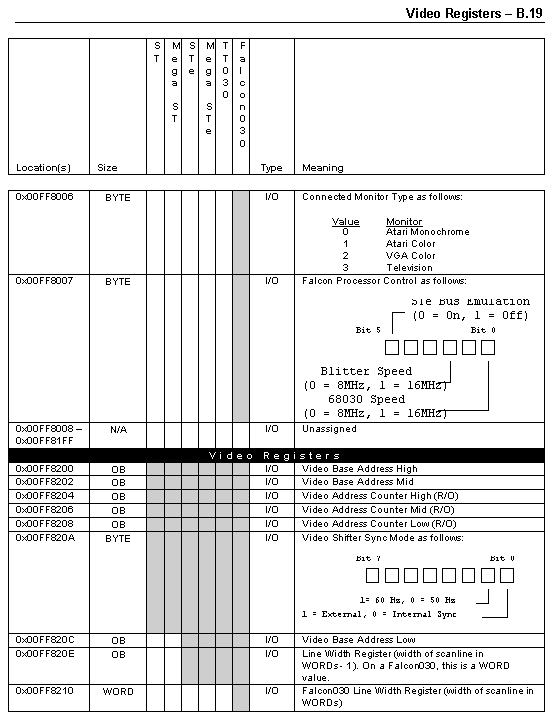 Video Registers – B.19
ST
Mega ST
STe
Mega STe
TT030
Falcon030
Location(s) Size Type Meaning
0x00FF8006 BYTE I/O Connected Monitor Type as follows:
Value Monitor
0 Atari Monochrome
1 Atari Color
2 VGA Color
3 Television
0x00FF8007 BYTE I/O Falcon Processor Control as follows:
STe Bus Emulation
(0 = On, 1 = Off)
Bit 5 Bit 0
Blitter Speed
(0 = 8MHz, 1 = 16MHz)
68030 Speed
(0 = 8MHz, 1 = 16MHz)
0x00FF8008 – N/A I/O Unassigned
0x00FF81FF
Video Registers
0x00FF8200 OB I/O Video Base Address High
0x00FF8202 OB I/O Video Base Address Mid
0x00FF8204 OB I/O Video Address Counter High (R/O)
0x00FF8206 OB I/O Video Address Counter Mid (R/O)
0x00FF8208 OB I/O Video Address Counter Low (R/O)
0x00FF820A BYTE I/O Video Shifter Sync Mode as follows:
Bit 7 Bit 0
1= 60 Hz, 0 = 50 Hz
1 = External, 0 = Internal Sync
0x00FF820C OB I/O Video Base Address Low
0x00FF820E OB I/O Line Width Register (width of scanline in
WORDs- 1). On a Falcon030, this is a WORD
value.
0x00FF8210 WORD I/O Falcon030 Line Width Register (width of scanline in
WORDs)